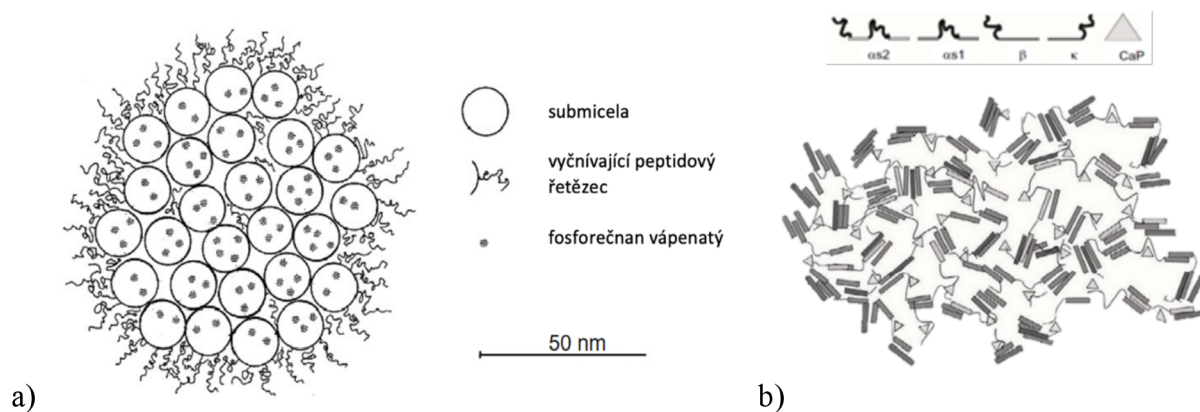 submicela
vyčnívající peptidový
řetězec
fosforečnan vápenatý
50 nm
a)
αs2 αs1 β κ CaP
b)